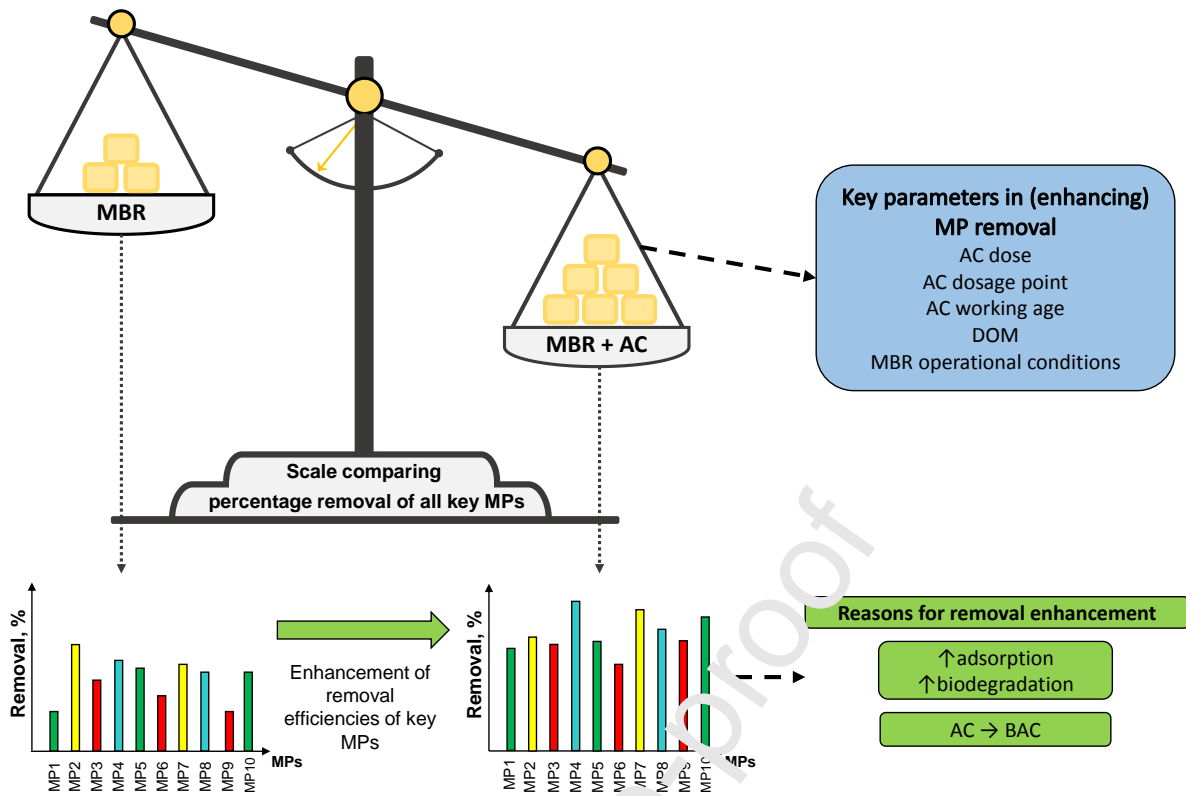 MBR
MBR + AC
Key parameters in (enhancing)
MP removal
AC dose
AC dosage point
AC working age
DOM
MBR operational conditions
Scale comparing
percentage removal of all key MPs
Removal, %
MP1
MP2
MP3
MP4
MP5
MP6
MP7
MP8
MP9
MP10
MPs
Enhancement of
removal
efficiencies of key
MPs
Removal, %
MP1
MP2
MP3
MP4
MP5
MP6
MP7
MP8
MP9
MP10
MPs
Reasons for removal enhancement
↑adsorption
↑biodegradation
AC → BAC
-proof